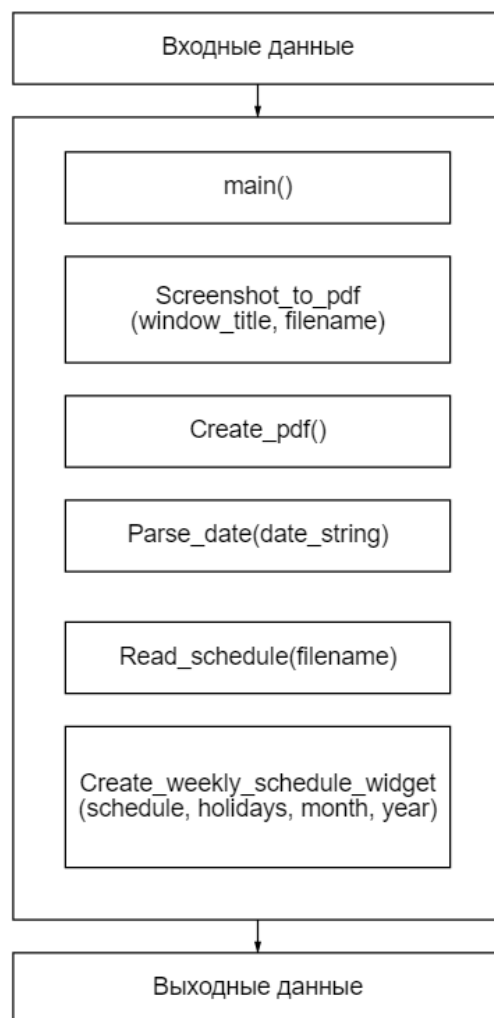 Входные данные
main()
Screenshot_to_pdf
(window_title, filename)
Create_pdf()
Parse_date(date_string)
Read_schedule(filename)
Create_weekly_schedule_widget
(schedule, holidays, month, year)
Выходные данные